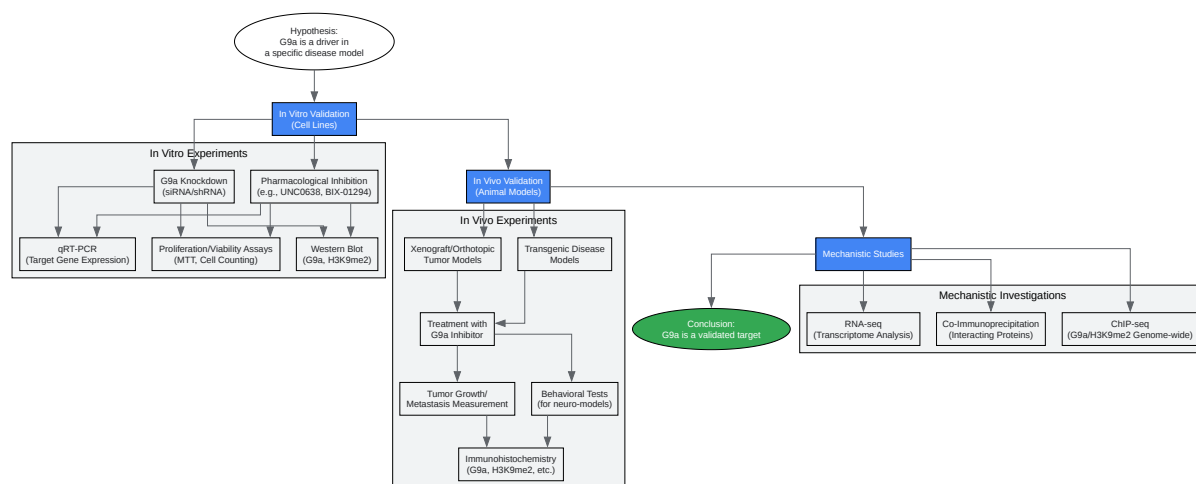 Hypothesis:
G9a is a driver in
a specific disease model
In Vitro Validation
(Cell Lines)
In Vitro Experiments
G9a Knockdown
(siRNA/shRNA)
Pharmacological Inhibition
(e.g., UNC0638, BIX-01294)
qRT-PCR
(Target Gene Expression)
Proliferation/Viability Assays
(MTT, Cell Counting)
Western Blot
(G9a, H3K9me2)
In Vivo Validation
(Animal Models)
In Vivo Experiments
Xenograft/Orthotopic
Tumor Models
Transgenic Disease
Models
Treatment with
G9a Inhibitor
Tumor Growth/
Metastasis Measurement
Behavioral Tests
(for neuro-models)
Immunohistochemistry
(G9a, H3K9me2, etc.)
Mechanistic Studies
Conclusion:
G9a is a validated target
Mechanistic Investigations
RNA-seq
(Transcriptome Analysis)
Co-Immunoprecipitation
(Interacting Proteins)
ChIP-seq
(G9a/H3K9me2 Genome-wide)